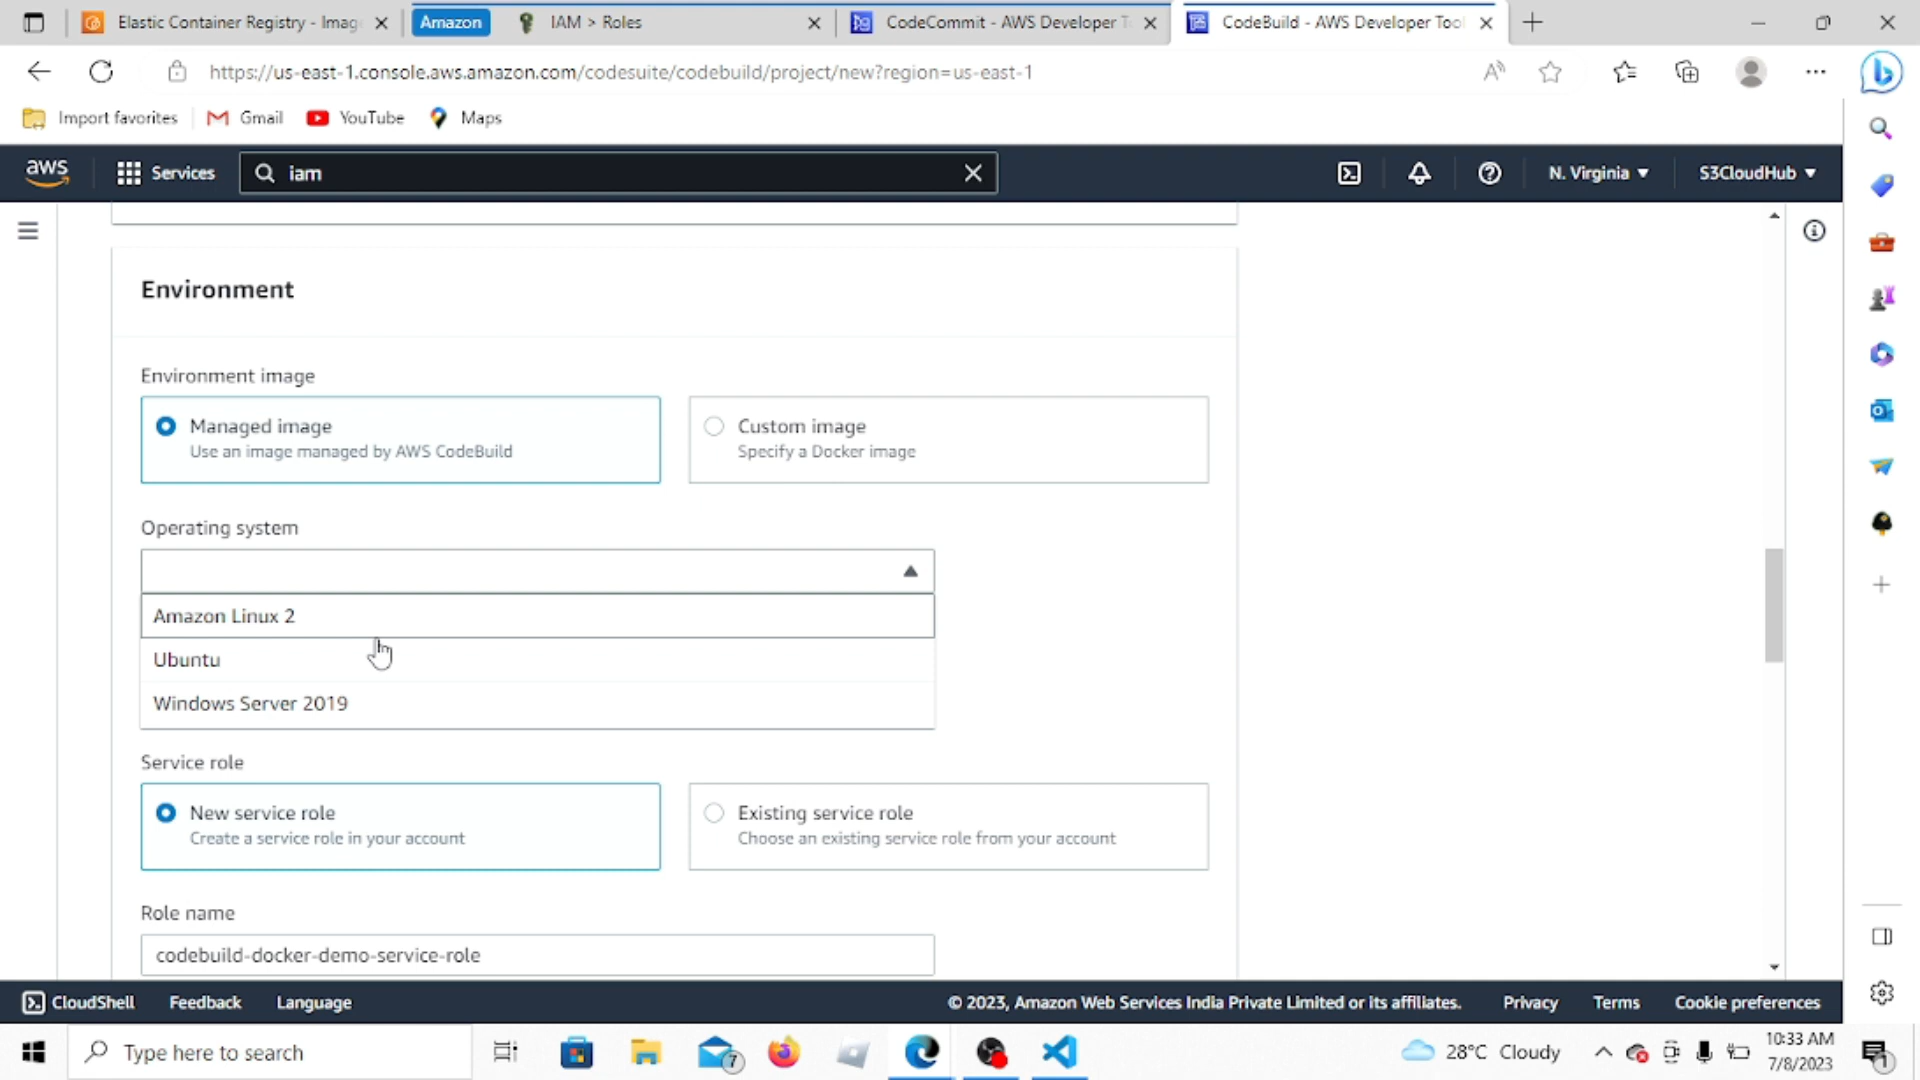 Elastic Container Registry - Imag
Amazon
IAM > Roles
CodeCommit - AWS Developer T
CodeBuild - AWS Developer Tool
https://us-east-1.console.aws.amazon.com/codesuite/codebuild/project/new?region=us-east-1
Import favorites
Gmail
YouTube
Maps
aws
Services
iam
N. Virginia
S3CloudHub
Environment
Environment image
Managed image
Use an image managed by AWS CodeBuild
Custom image
Specify a Docker image
Operating system
Amazon Linux 2
Ubuntu
Windows Server 2019
Service role
New service role
Create a service role in your account
Existing service role
Choose an existing service role from your account
Role name
codebuild-docker-demo-service-role
CloudShell
Feedback
Language
© 2023, Amazon Web Services India Private Limited or its affiliates.
Privacy
Terms
Cookie preferences
Type here to search
7
28°C Cloudy
10:33 AM
7/8/2023
1